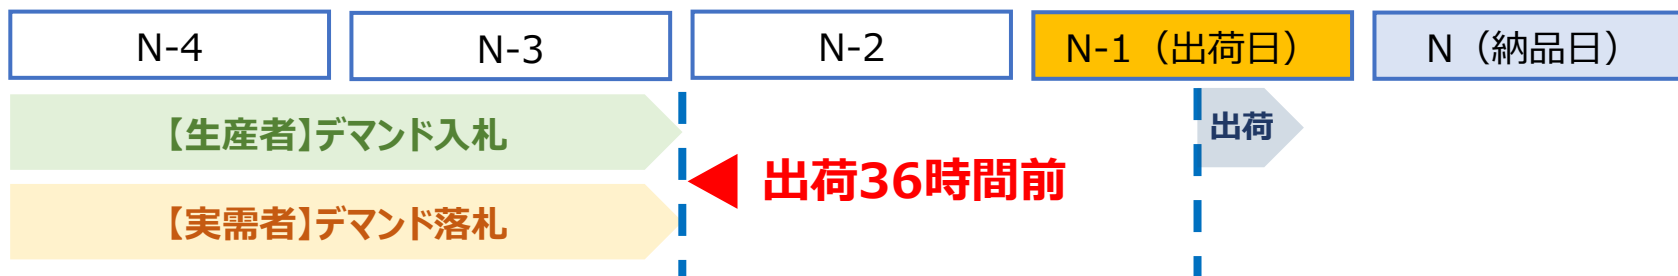 N-4
N-3
N-2
N-1（出荷日）
N（納品日）
【生産者】デマンド入札
出荷
出荷36時間前
【実需者】デマンド落札